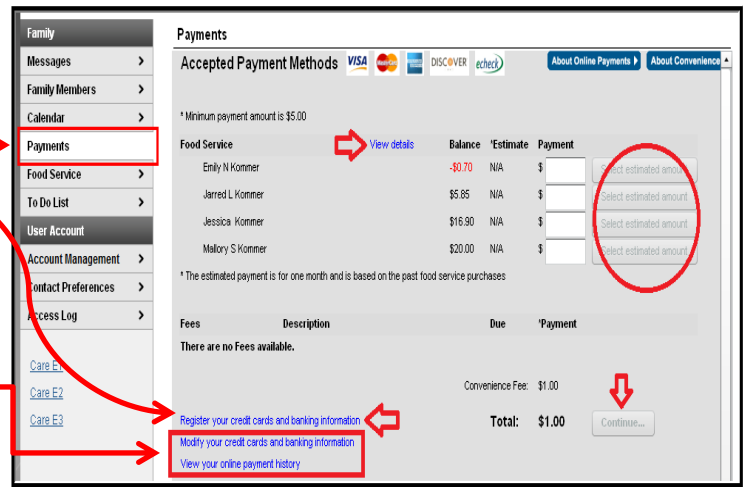 Family
Messages >
Family Members >
Calendar >
Payments
Food Service >
To Do List >
User Account
Account Management >
Contact Preferences >
Access Log >
Care E1
Care E2
Care E3
Payments
Accepted Payment Methods VISA MasterCard DISCOVER echeck About Online Payments About Convenience
* Minimum payment amount is $5.00
Food Service View details Balance *Estimate Payment
Emily N Kommer -$0.70 N/A $ Select estimated amount
Jarred L Kommer $5.85 N/A $ Select estimated amount
Jessica Kommer $16.90 N/A $ Select estimated amount
Mallory S Kommer $20.00 N/A $ Select estimated amount
* The estimated payment is for one month and is based on the past food service purchases
Fees Description Due *Payment
There are no Fees available.
Convenience Fee: $1.00
Register your credit cards and banking information Total: $1.00 Continue...
Modify your credit cards and banking information
View your online payment history